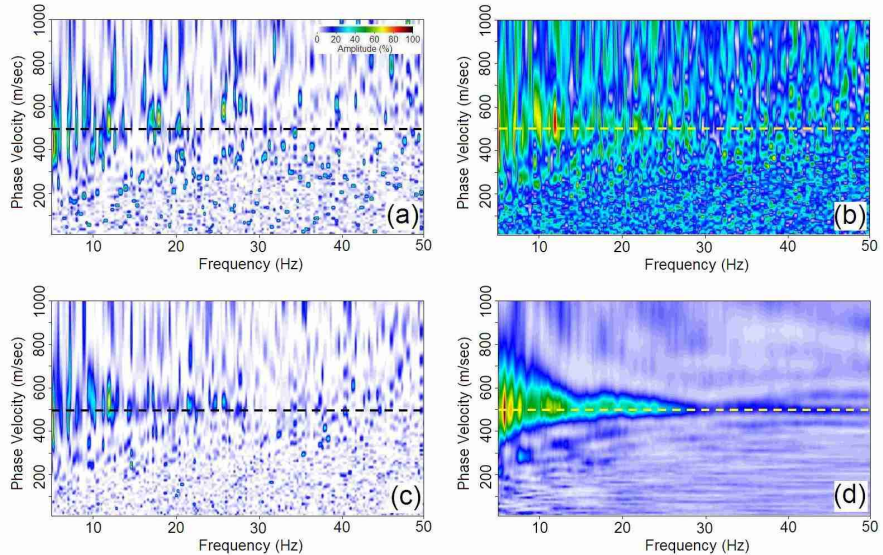 1000
800
600
400
200
Phase Velocity (m/sec)
0 20 40 60 80 100
Amplitude (%)
(a)
10 20 30 40 50
Frequency (Hz)
1000
800
600
400
200
Phase Velocity (m/sec)
(b)
10 20 30 40 50
Frequency (Hz)
1000
800
600
400
200
Phase Velocity (m/sec)
(c)
10 20 30 40 50
Frequency (Hz)
1000
800
600
400
200
Phase Velocity (m/sec)
(d)
10 20 30 40 50
Frequency (Hz)